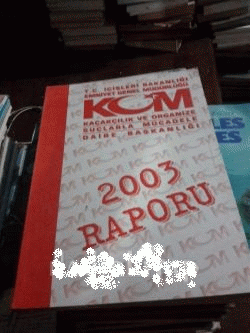 T.C. İÇİŞLERİ BAKANLIĞI
EMNİYET GENEL MÜDÜRLÜĞÜ
KOM
KAÇAKÇILIK VE ORGANİZE
SUÇLARLA MÜCADELE
DAİRE BAŞKANLIĞI
2003
RAPORU